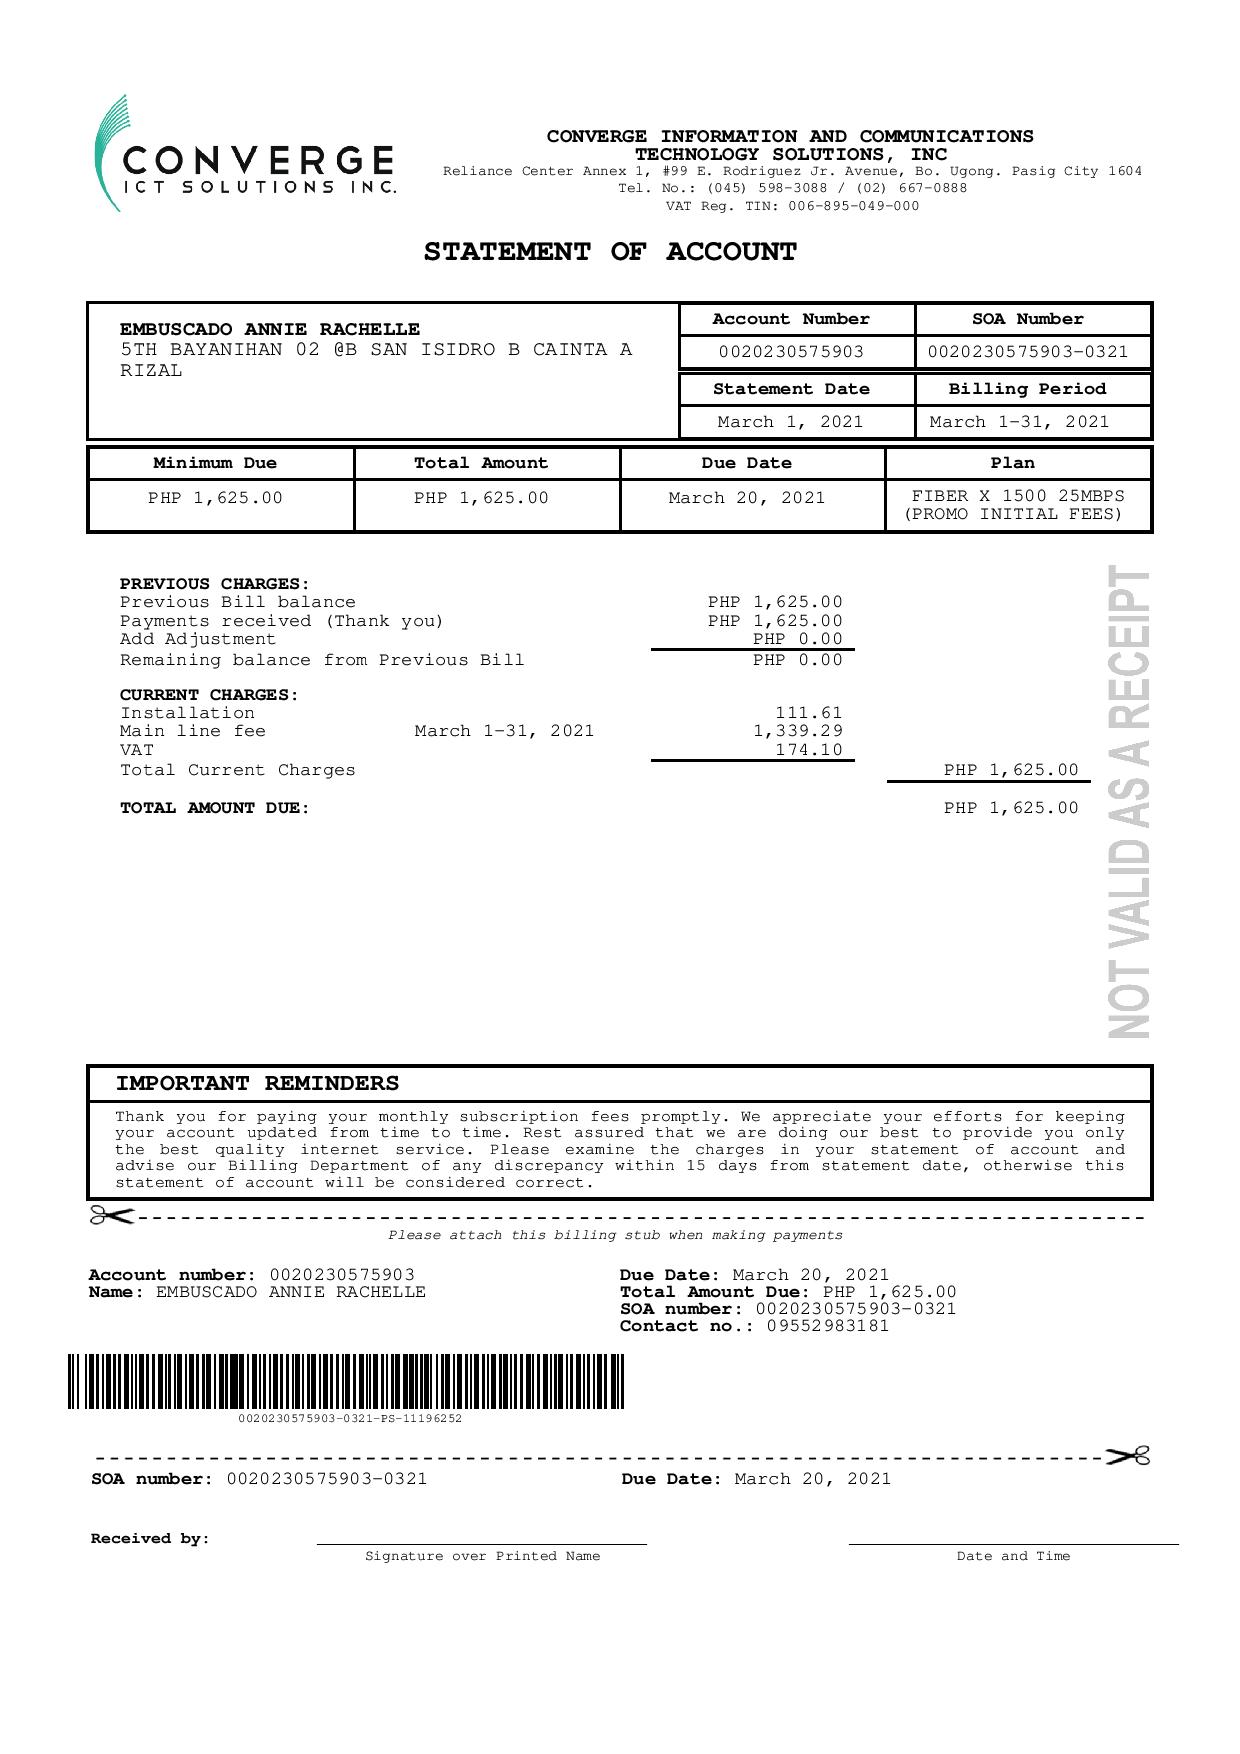 CONVERGE
ICT SOLUTIONS INC.
CONVERGE INFORMATION AND COMMUNICATIONS
TECHNOLOGY SOLUTIONS, INC
Reliance Center Annex 1, #99 E. Rodriguez Jr. Avenue, Bo. Ugong. Pasig City 1604
Tel. No.: (045) 598-3088 / (02) 667-0888
VAT Reg. TIN: 006-895-049-000
STATEMENT OF ACCOUNT
EMBUSCADO ANNIE RACHELLE
5TH BAYANIHAN 02 @B SAN ISIDRO B CAINTA A
RIZAL
Account Number SOA Number
0020230575903 0020230575903-0321
Statement Date Billing Period
March 1, 2021 March 1-31, 2021
Minimum Due Total Amount Due Date Plan
PHP 1,625.00 PHP 1,625.00 March 20, 2021 FIBER X 1500 25MBPS
(PROMO INITIAL FEES)
PREVIOUS CHARGES:
Previous Bill balance PHP 1,625.00
Payments received (Thank you) PHP 1,625.00
Add Adjustment PHP 0.00
Remaining balance from Previous Bill PHP 0.00
CURRENT CHARGES:
Installation 111.61
Main line fee March 1-31, 2021 1,339.29
VAT 174.10
Total Current Charges PHP 1,625.00
TOTAL AMOUNT DUE: PHP 1,625.00
NOT VALID AS A RECEIPT
IMPORTANT REMINDERS
Thank you for paying your monthly subscription fees promptly. We appreciate your efforts for keeping
your account updated from time to time. Rest assured that we are doing our best to provide you only
the best quality internet service. Please examine the charges in your statement of account and
advise our Billing Department of any discrepancy within 15 days from statement date, otherwise this
statement of account will be considered correct.
Please attach this billing stub when making payments
Account number: 0020230575903 Due Date: March 20, 2021
Name: EMBUSCADO ANNIE RACHELLE Total Amount Due: PHP 1,625.00
SOA number: 0020230575903-0321
Contact no.: 09552983181
0020230575903-0321-PS-11196252
SOA number: 0020230575903-0321 Due Date: March 20, 2021
Received by:
Signature over Printed Name Date and Time